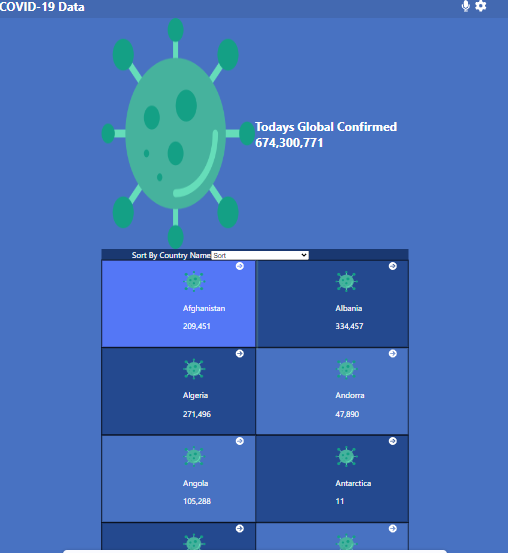 COVID-19 Data
Todays Global Confirmed
674,300,771
Sort By Country Name Sort
Afghanistan
209,451
Albania
334,457
Algeria
271,496
Andorra
47,890
Angola
105,288
Antarctica
11